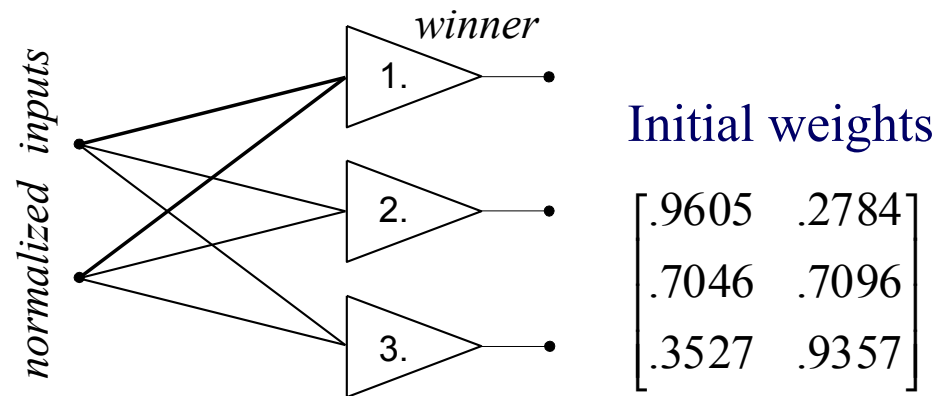 winner
normalized inputs
1.
2.
3.
Initial weights
.9605 .2784
.7046 .7096
.3527 .9357